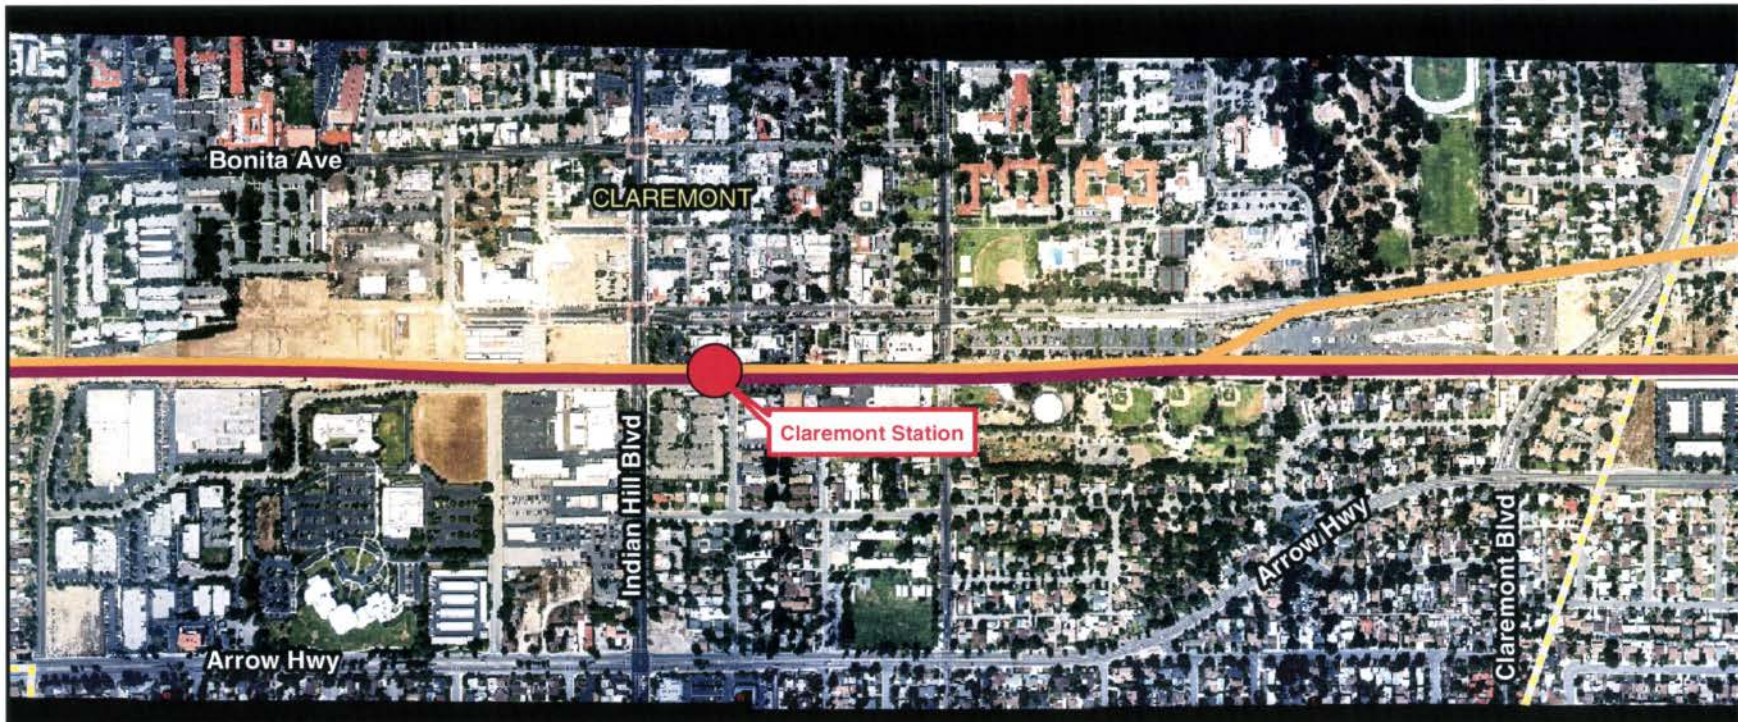 Bonita Ave
CLAREMONT
Claremont Station
Indian Hill Blvd
Arrow Hwy
Claremont Blvd
Arrow Hwy